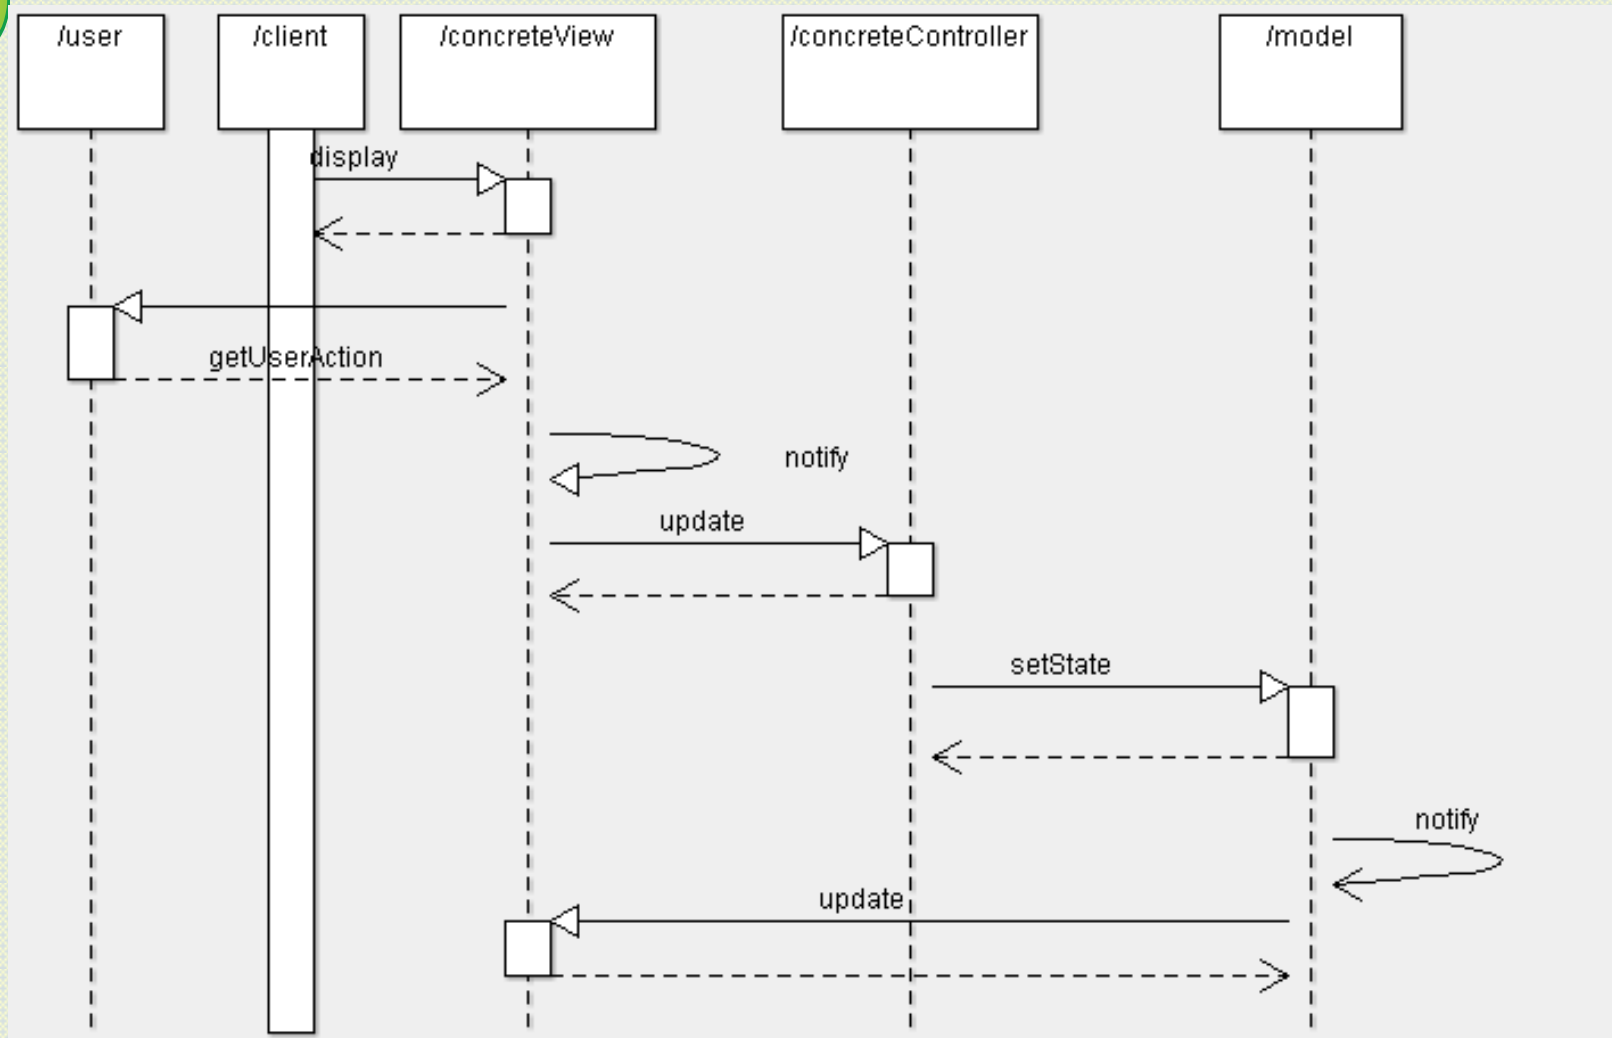 /user
/client
/concreteView
/concreteController
/model
display
getUserAction
notify
update
setState
notify
update